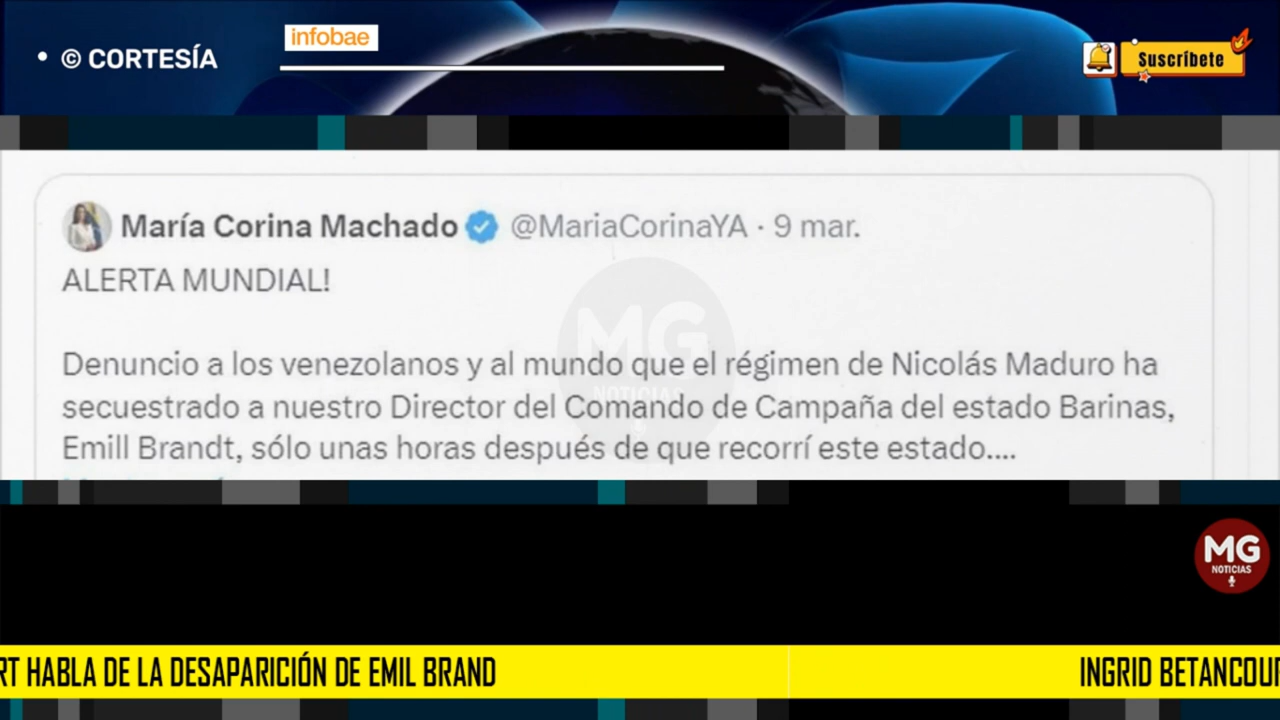 infobae
• © CORTESÍA
Suscríbete
María Corina Machado @MariaCorinaYA · 9 mar.
ALERTA MUNDIAL!
Denuncio a los venezolanos y al mundo que el régimen de Nicolás Maduro ha
secuestrado a nuestro Director del Comando de Campaña del estado Barinas,
Emill Brandt, sólo unas horas después de que recorrí este estado....
MG
NOTICIAS
MG
NOTICIAS
RT HABLA DE LA DESAPARICIÓN DE EMIL BRAND
INGRID BETANCOUR